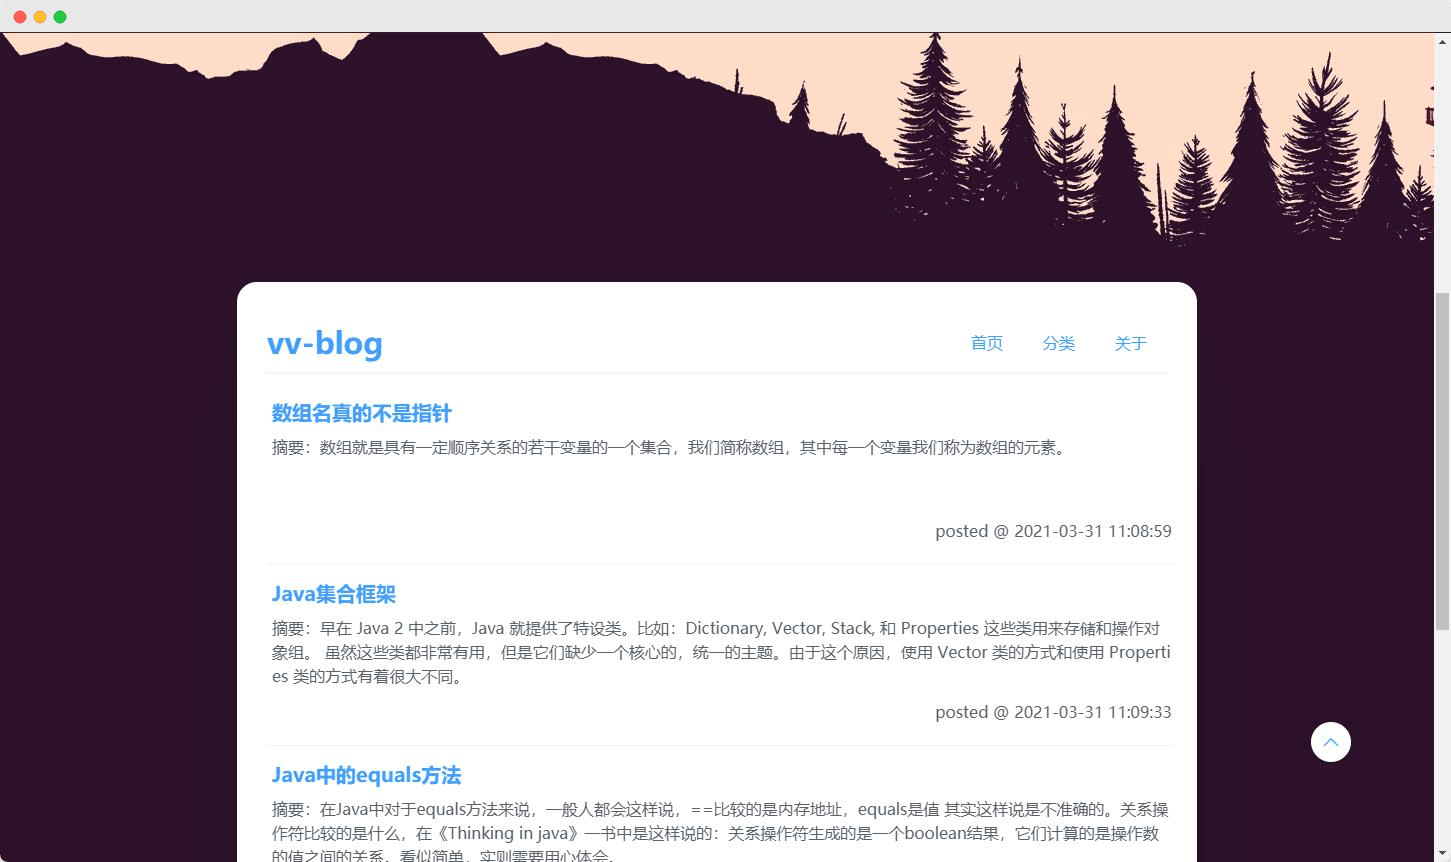 vv-blog
首页 分类 关于
数组名真的不是指针
摘要：数组就是具有一定顺序关系的若干变量的一个集合，我们简称数组，其中每一个变量我们称为数组的元素。
posted @ 2021-03-31 11:08:59
Java集合框架
摘要：早在 Java 2 中之前，Java 就提供了特设类。比如：Dictionary, Vector, Stack, 和 Properties 这些类用来存储和操作对
象组。 虽然这些类都非常有用，但是它们缺少一个核心的，统一的主题。由于这个原因，使用 Vector 类的方式和使用 Properti
es 类的方式有着很大不同。
posted @ 2021-03-31 11:09:33
Java中的equals方法
摘要：在Java中对于equals方法来说，一般人都会这样说，==比较的是内存地址，equals是值 其实这样说是不准确的。关系操
作符比较的是什么，在《Thinking in java》一书中是这样说的：关系操作符生成的是一个boolean结果，它们计算的是操作数
的值之间的关系。看似简单，实则需要用心体会。